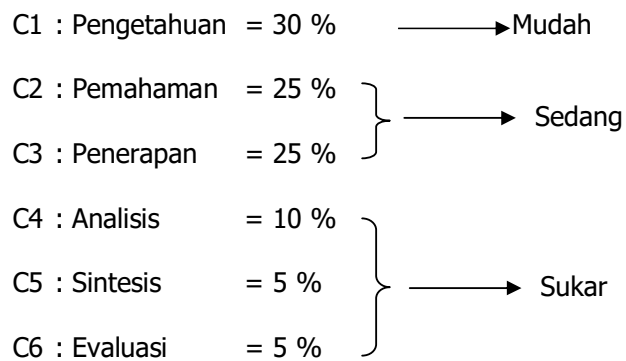 C1 : Pengetahuan = 30 % Mudah
C2 : Pemahaman = 25 %
Sedang
C3 : Penerapan = 25 %
C4 : Analisis = 10 %
C5 : Sintesis = 5 % Sukar
C6 : Evaluasi = 5 %